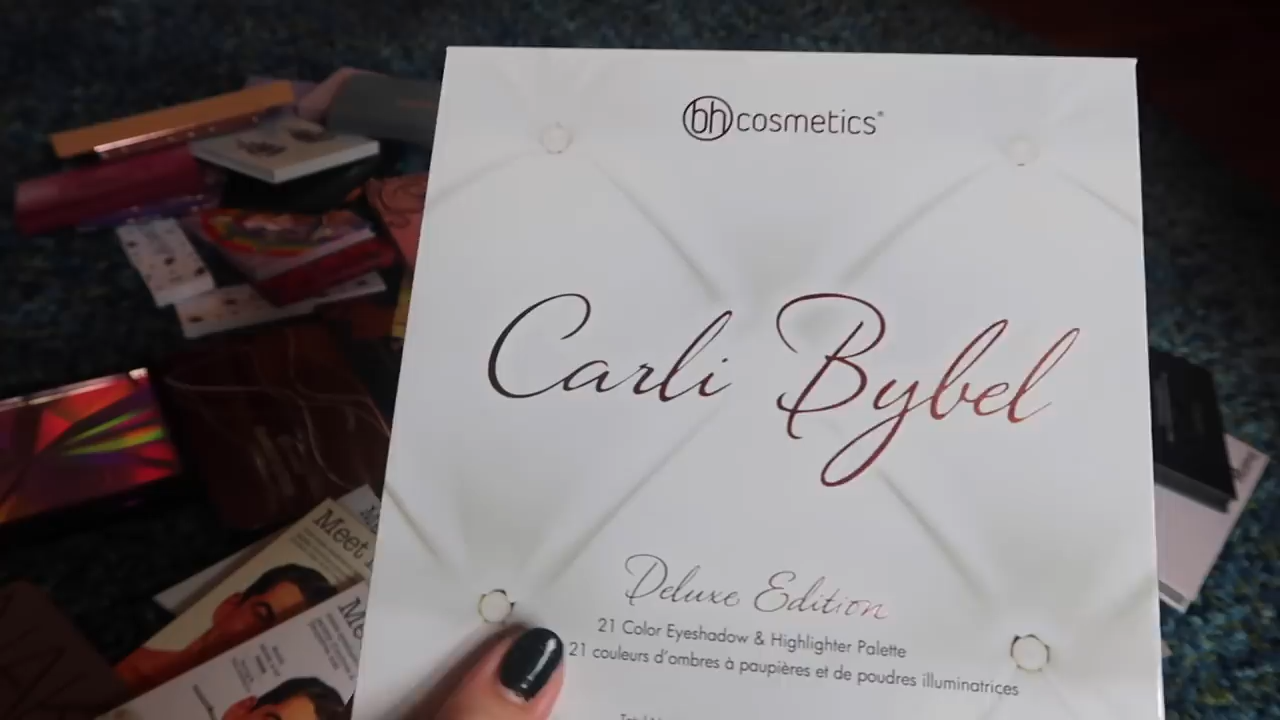 bh cosmetics®
Carli Bybel
Deluxe Edition
21 Color Eyeshadow & Highlighter Palette
21 couleurs d'ombres à paupières et de poudres illuminatrices
Meet